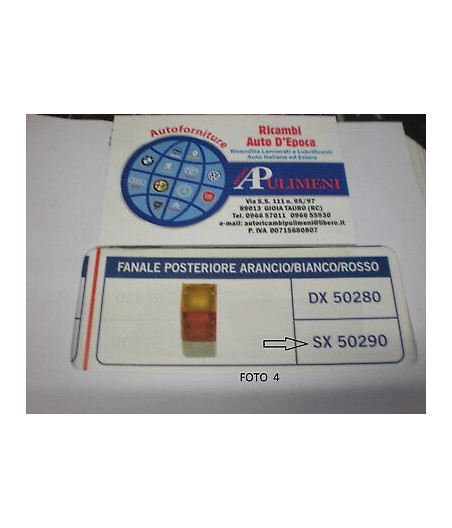 Autoforniture
Ricambi
Auto D'Epoca
Rivendita Lamierati e Lubrificanti
Auto Italiane ed Estere
APULIMENI
Via S.S. 111 n. 95/97
89013 GIOIA TAURO (RC)
Tel. 0966 57011 0966 55930
e-mail: autoricambipulimeni@libero.it
P. IVA 00715680807
FANALE POSTERIORE ARANCIO/BIANCO/ROSSO
DX 50280
SX 50290
FOTO 4